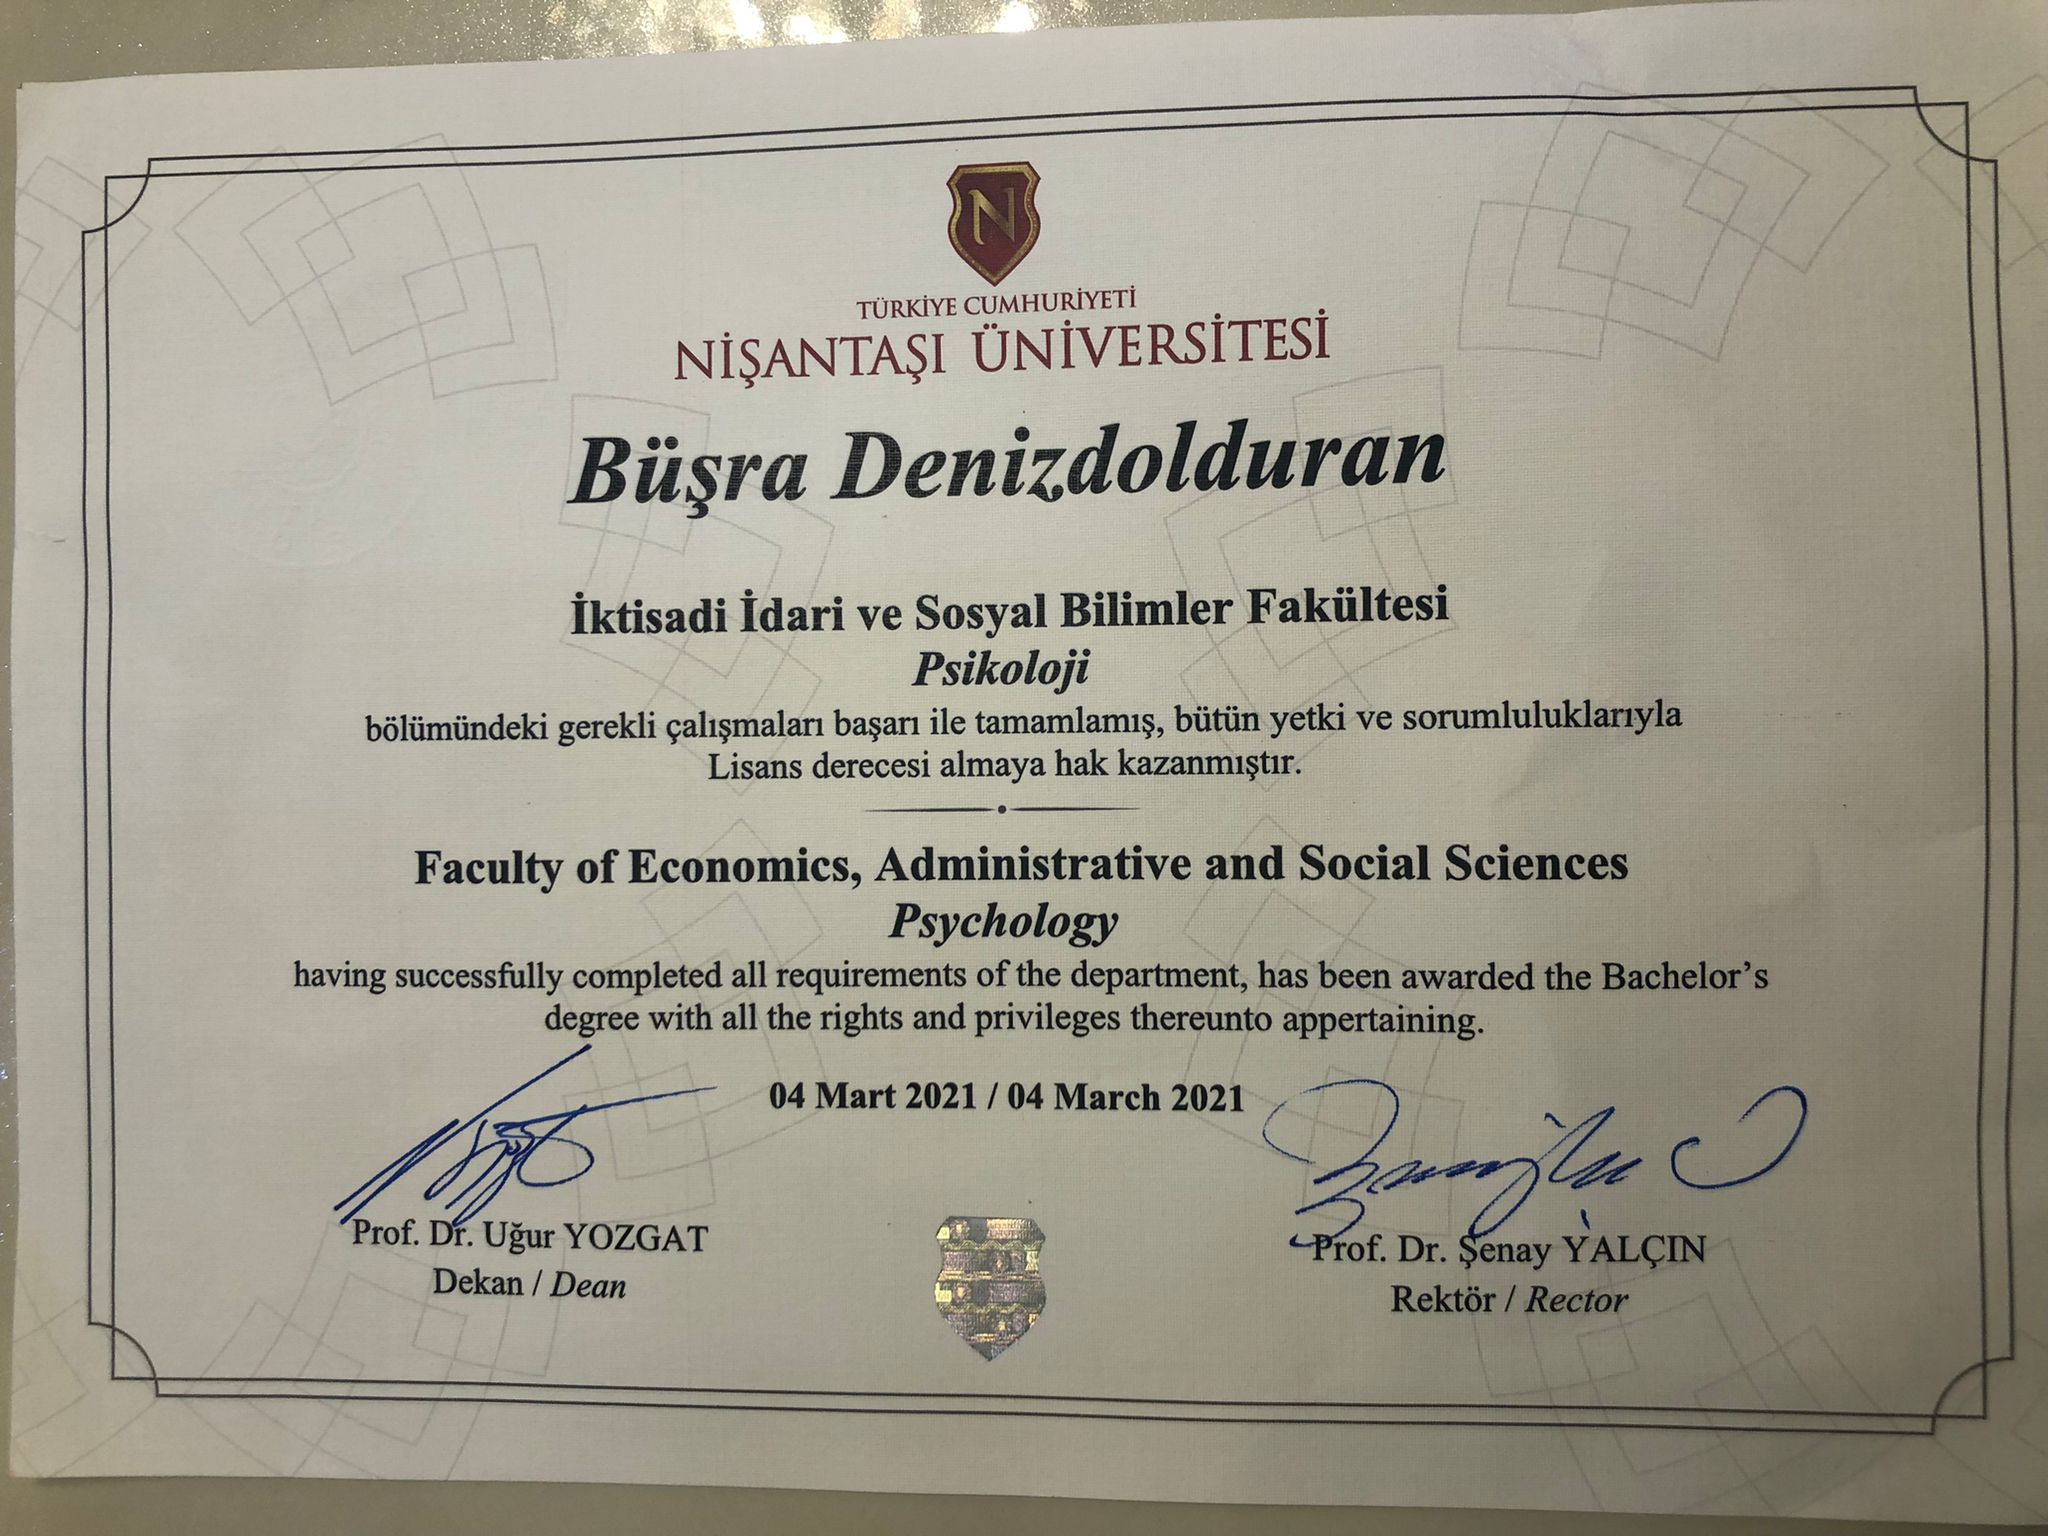 N
TÜRKİYE CUMHURİYETİ
NİŞANTAŞI ÜNİVERSİTESİ
Büşra Denizdolduran
İktisadi İdari ve Sosyal Bilimler Fakültesi
Psikoloji
bölümündeki gerekli çalışmaları başarı ile tamamlamış, bütün yetki ve sorumluluklarıyla
Lisans derecesi almaya hak kazanmıştır.
Faculty of Economics, Administrative and Social Sciences
Psychology
having successfully completed all requirements of the department, has been awarded the Bachelor's
degree with all the rights and privileges thereunto appertaining.
04 Mart 2021 / 04 March 2021
Prof. Dr. Uğur YOZGAT
Dekan / Dean
Prof. Dr. Şenay YALÇIN
Rektör / Rector